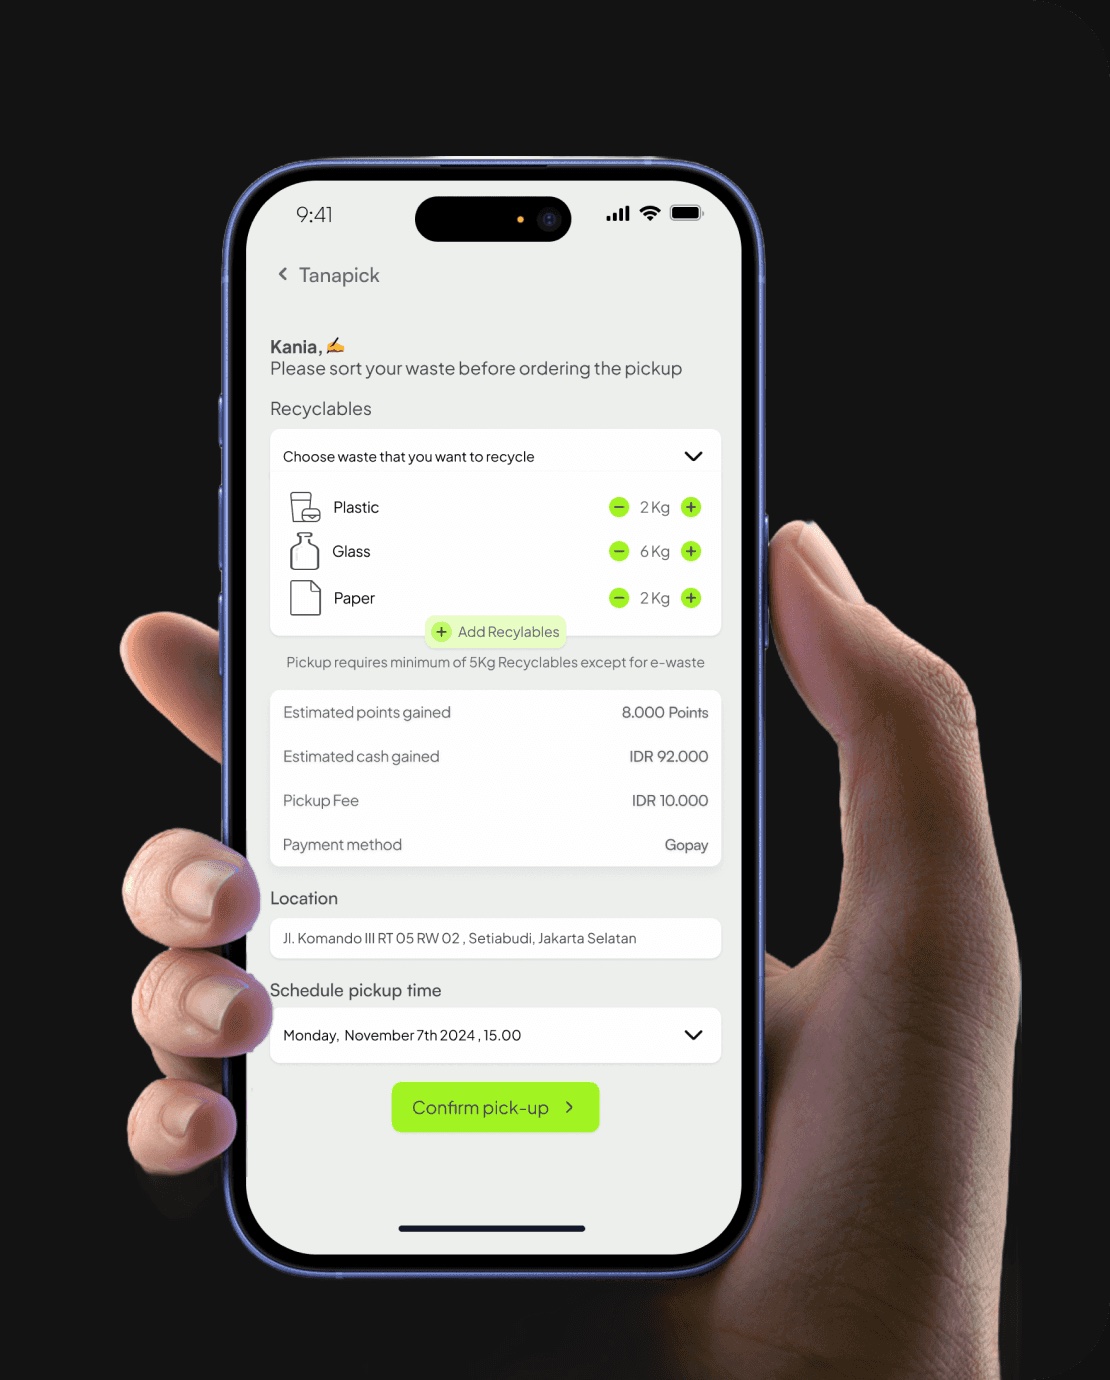 9:41
Tanapick
Kania,✍️
Please sort your waste before ordering the pickup
Recyclables
Choose waste that you want to recycle
Plastic − 2 Kg +
Glass − 6 Kg +
Paper − 2 Kg +
+ Add Recylables
Pickup requires minimum of 5Kg Recyclables except for e-waste
Estimated points gained 8.000 Points
Estimated cash gained IDR 92.000
Pickup Fee IDR 10.000
Payment method Gopay
Location
Jl. Komando III RT 05 RW 02 , Setiabudi, Jakarta Selatan
Schedule pickup time
Monday, November 7th 2024 , 15.00
Confirm pick-up